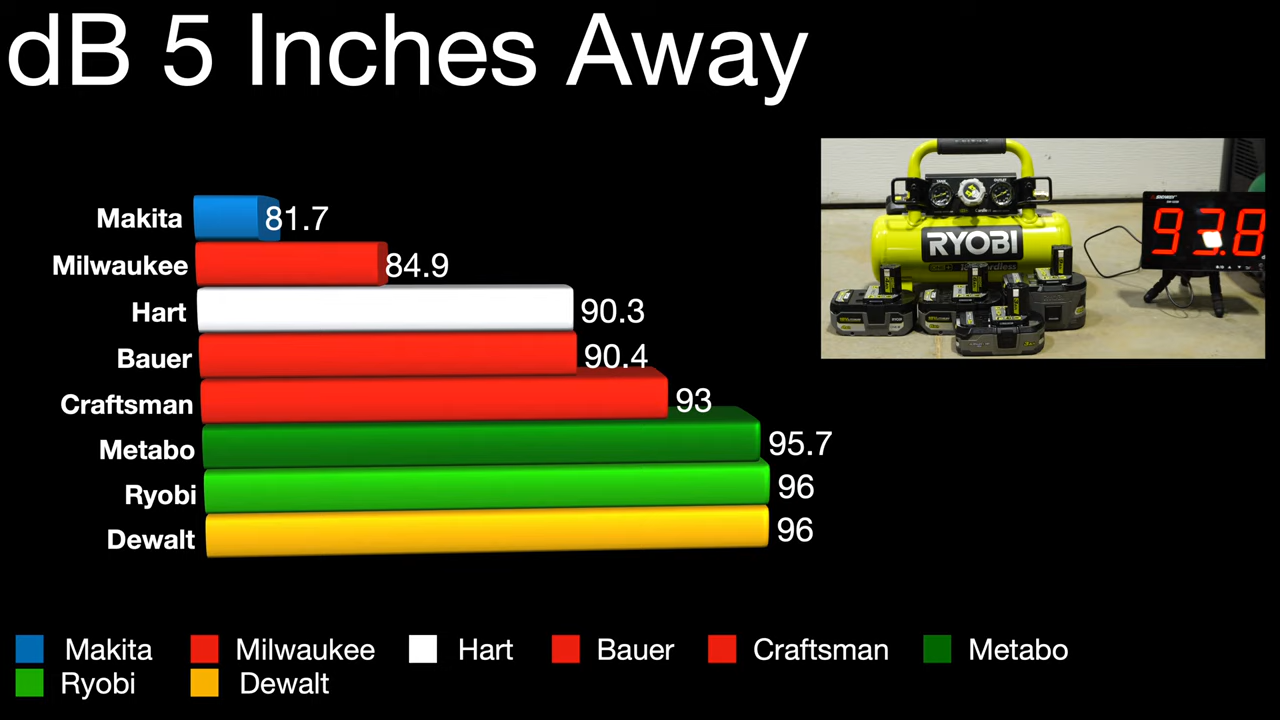 dB 5 Inches Away
Makita 81.7
Milwaukee 84.9
Hart 90.3
Bauer 90.4
Craftsman 93
Metabo 95.7
Ryobi 96
Dewalt 96
RYOBI
93.8
Makita Milwaukee Hart Bauer Craftsman Metabo
Ryobi Dewalt